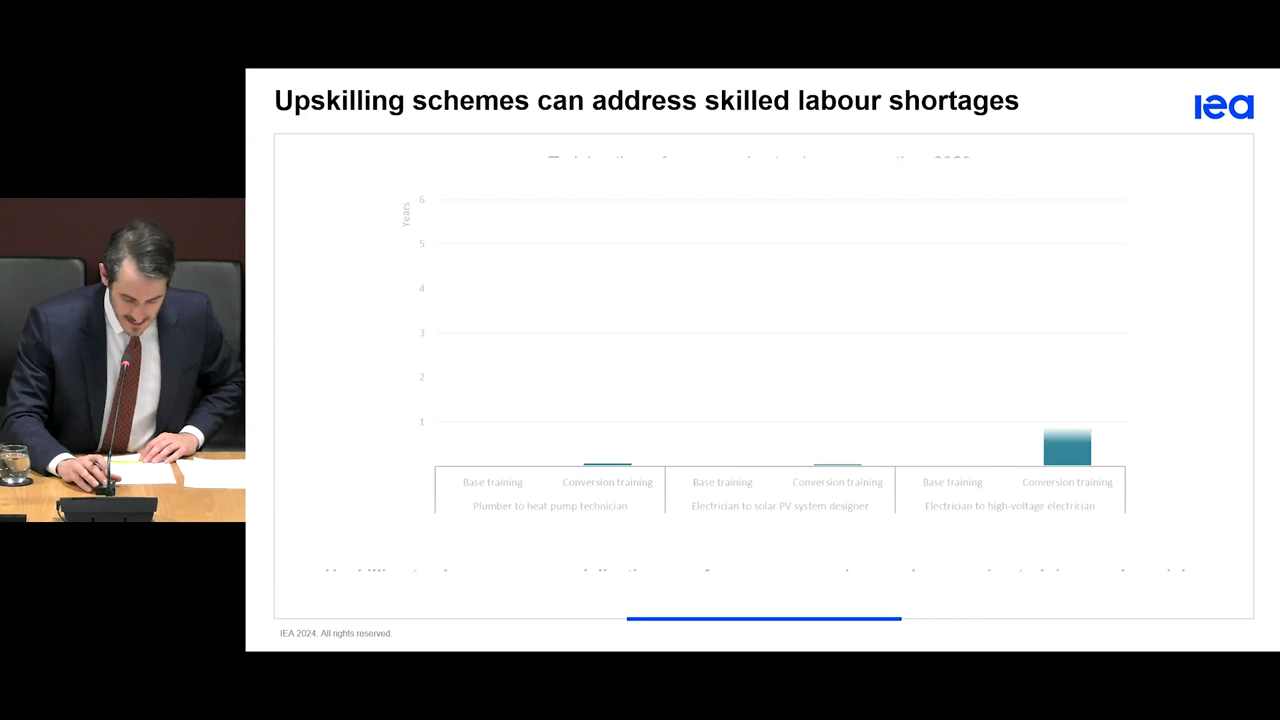 Upskilling schemes can address skilled labour shortages
iea
Years
6
5
4
3
2
1
Base training Conversion training Base training Conversion training Base training Conversion training
Plumber to heat pump technician Electrician to solar PV system designer Electrician to high-voltage electrician
IEA 2024. All rights reserved.